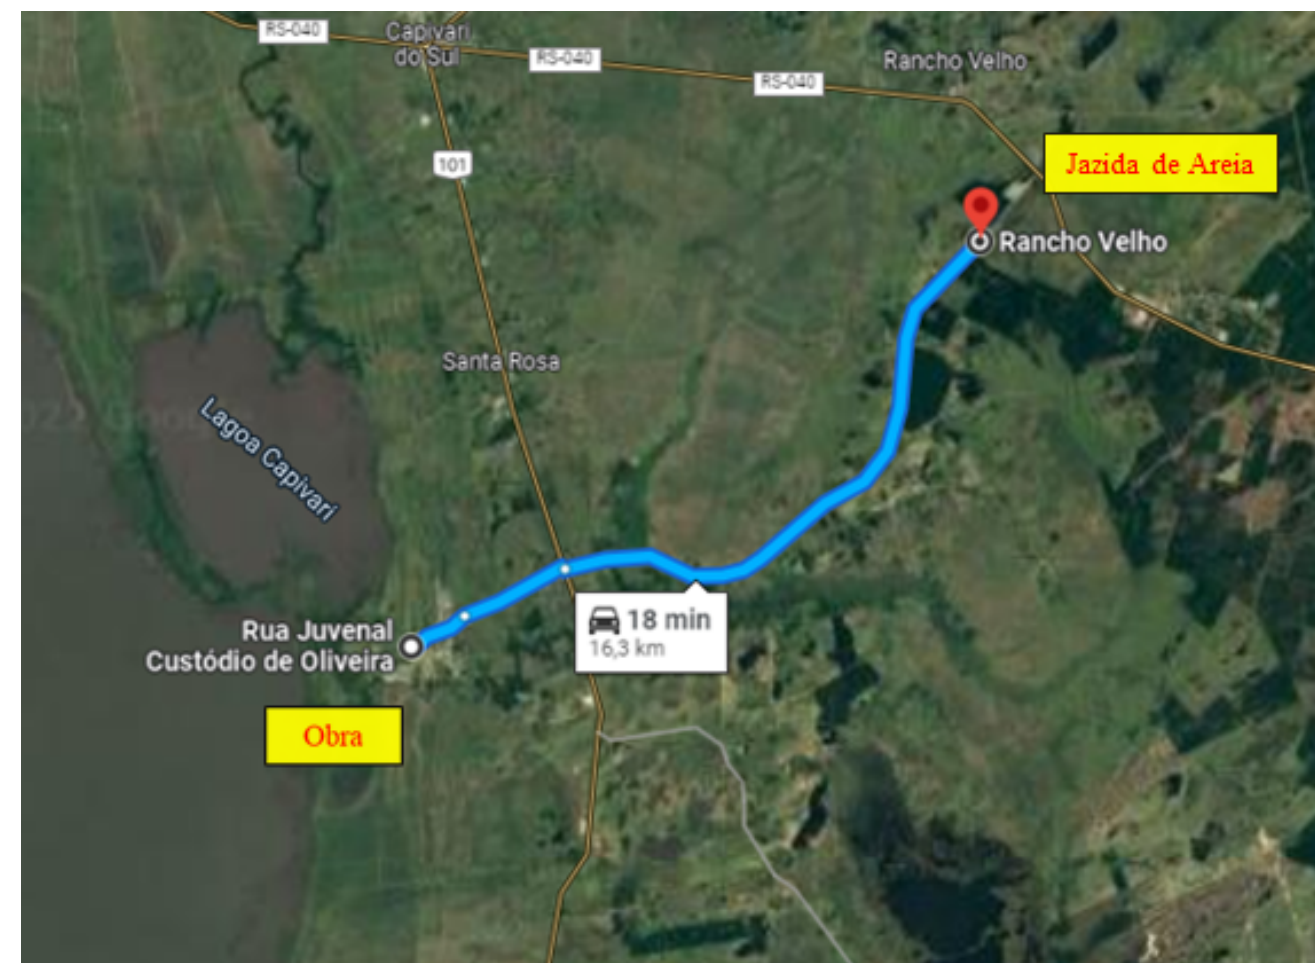 RS-040
Capivari
do Sul
RS-040
Rancho Velho
RS-040
101
Jazida de Areia
Rancho Velho
Santa Rosa
Lagoa Capivari
18 min
16,3 km
Rua Juvenal
Custódio de Oliveira
Obra